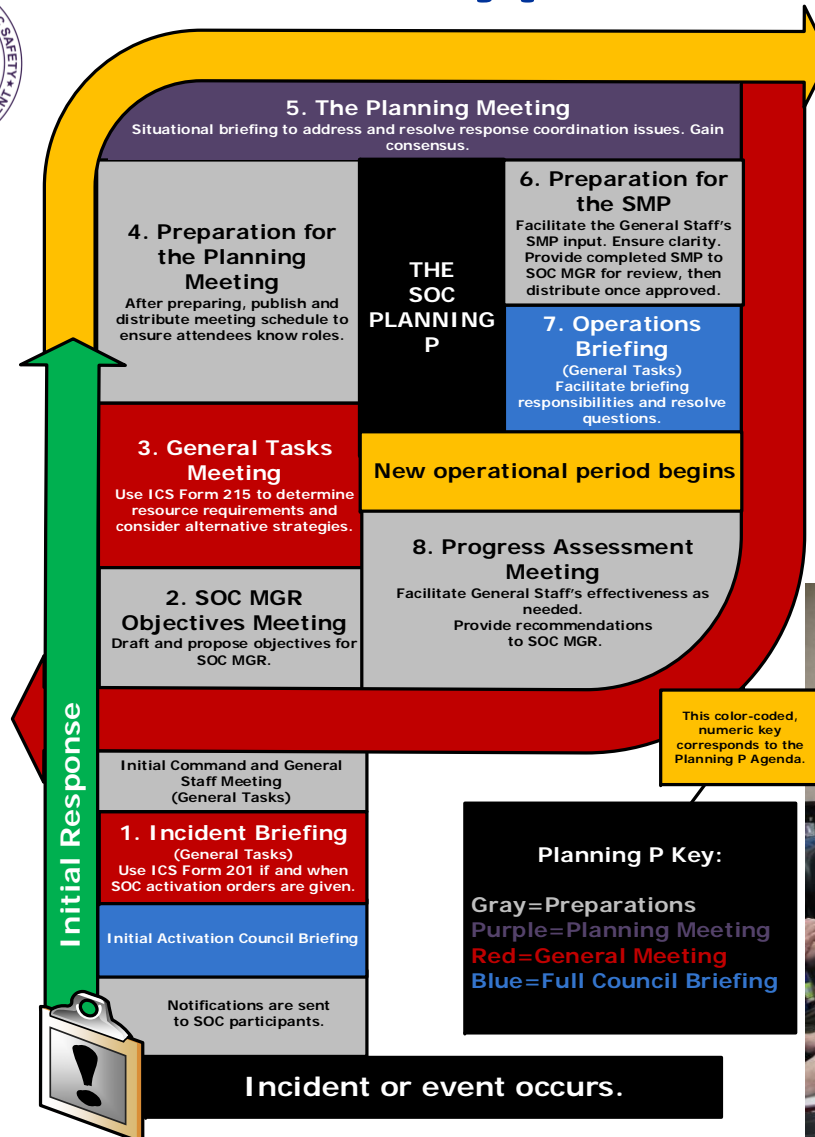 SAFETY★
5. The Planning Meeting
Situational briefing to address and resolve response coordination issues. Gain
consensus.
4. Preparation for
the Planning
Meeting
After preparing, publish and
distribute meeting schedule to
ensure attendees know roles.
THE
SOC
PLANNING
P
6. Preparation for
the SMP
Facilitate the General Staff's
SMP input. Ensure clarity.
Provide completed SMP to
SOC MGR for review, then
distribute once approved.
7. Operations
Briefing
(General Tasks)
Facilitate briefing
responsibilities and resolve
questions.
3. General Tasks
Meeting
Use ICS Form 215 to determine
resource requirements and
consider alternative strategies.
New operational period begins
8. Progress Assessment
Meeting
Facilitate General Staff's effectiveness as
needed.
Provide recommendations
to SOC MGR.
2. SOC MGR
Objectives Meeting
Draft and propose objectives for
SOC MGR.
Initial Response
This color-coded,
numeric key
corresponds to the
Planning P Agenda.
Initial Command and General
Staff Meeting
(General Tasks)
1. Incident Briefing
(General Tasks)
Use ICS Form 201 if and when
SOC activation orders are given.
Initial Activation Council Briefing
Notifications are sent
to SOC participants.
Planning P Key:
Gray=Preparations
Purple=Planning Meeting
Red=General Meeting
Blue=Full Council Briefing
!
Incident or event occurs.